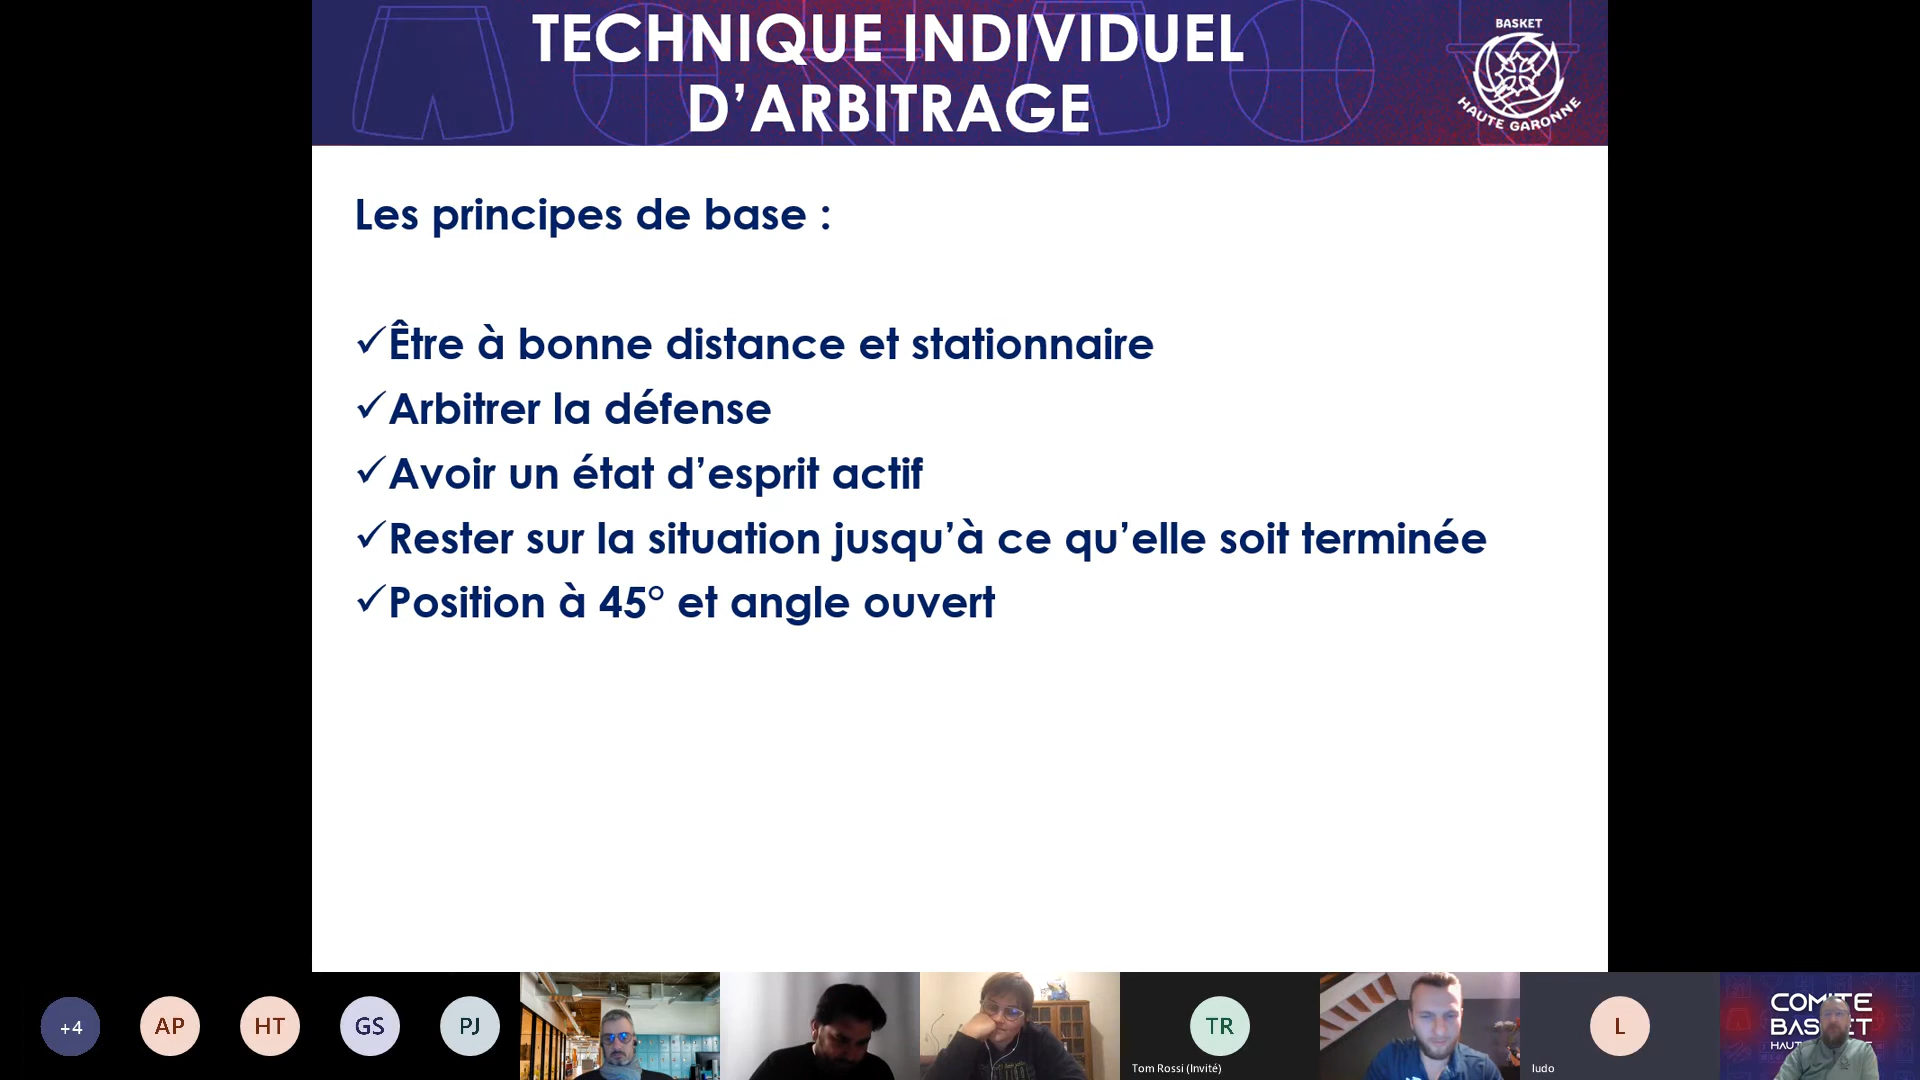 TECHNIQUE INDIVIDUEL
D’ARBITRAGE
BASKET
HAUTE GARONNE
Les principes de base :
✓Être à bonne distance et stationnaire
✓Arbitrer la défense
✓Avoir un état d’esprit actif
✓Rester sur la situation jusqu’à ce qu’elle soit terminée
✓Position à 45° et angle ouvert
+4
AP
HT
GS
PJ
TR
Tom Rossi (Invité)
L
ludo
COMITE